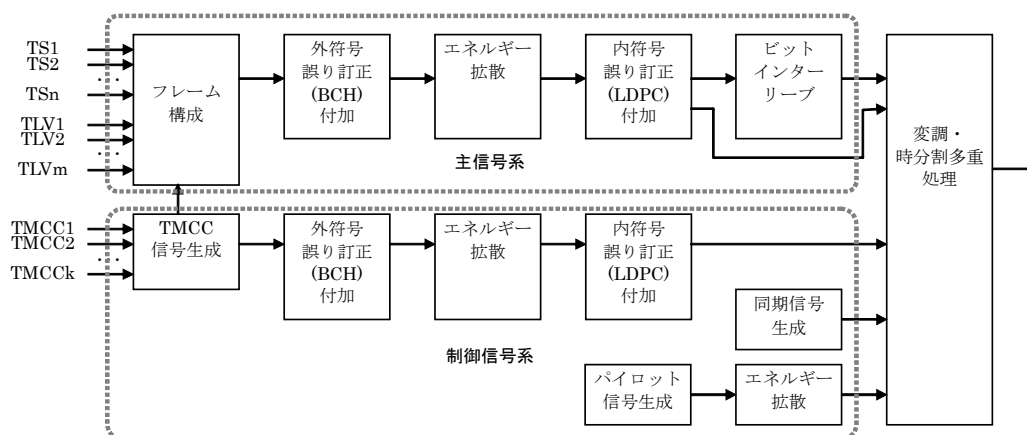 TS1
TS2
...
TSn
TLV1
TLV2
...
TLVm
フレーム
構成
外符号
誤り訂正
(BCH)
付加
エネルギー
拡散
内符号
誤り訂正
(LDPC)
付加
ビット
インター
リーブ
主信号系
変調・
時分割多重
処理
TMCC1
TMCC2
...
TMCCk
TMCC
信号生成
外符号
誤り訂正
(BCH)
付加
エネルギー
拡散
内符号
誤り訂正
(LDPC)
付加
同期信号
生成
制御信号系
パイロット
信号生成
エネルギー
拡散